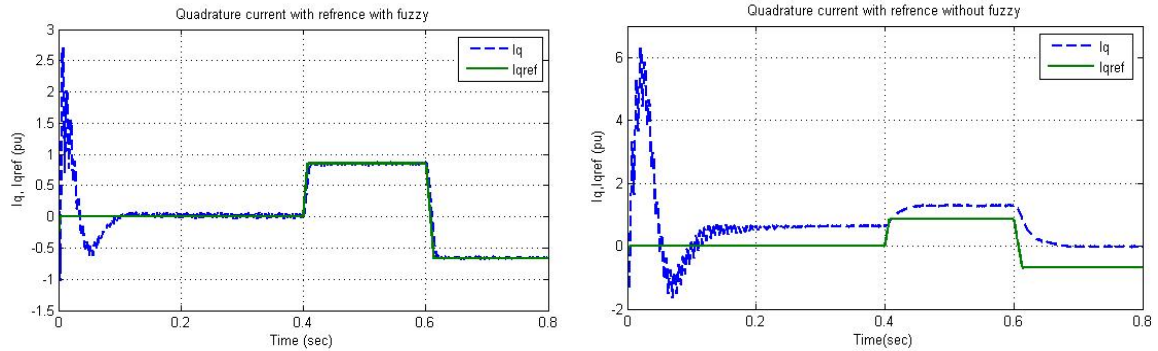 Quadrature current with refrence with fuzzy
3
2.5
2
1.5
1
0.5
0
-0.5
-1
-1.5
Iq, Iqref (pu)
Iq
Iqref
0
0.2
0.4
0.6
0.8
Time (sec)
Quadrature current with refrence without fuzzy
6
4
2
0
-2
Iq,Iqref (pu)
Iq
Iqref
0
0.2
0.4
0.6
0.8
Time(sec)